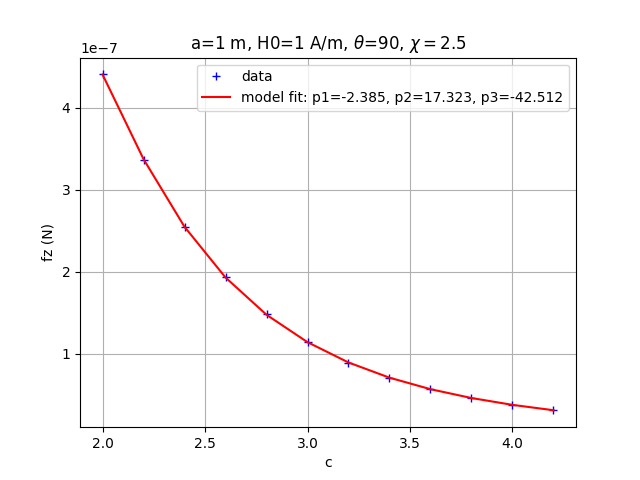 a=1 m, H0=1 A/m, θ=90, χ = 2.5
1e−7
data
model fit: p1=-2.385, p2=17.323, p3=-42.512
4
3
2
1
fz (N)
2.0 2.5 3.0 3.5 4.0
c